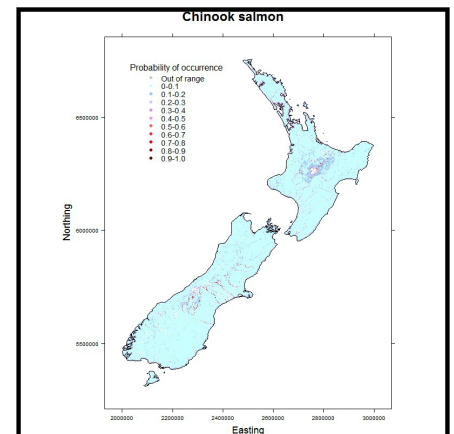 Chinook salmon
Probability of occurrence
Out of range
0-0.1
0.1-0.2
0.2-0.3
0.3-0.4
0.4-0.5
0.5-0.6
0.6-0.7
0.7-0.8
0.8-0.9
0.9-1.0
6500000
6000000
5500000
Northing
2000000 2200000 2400000 2600000 2800000 3000000
Easting